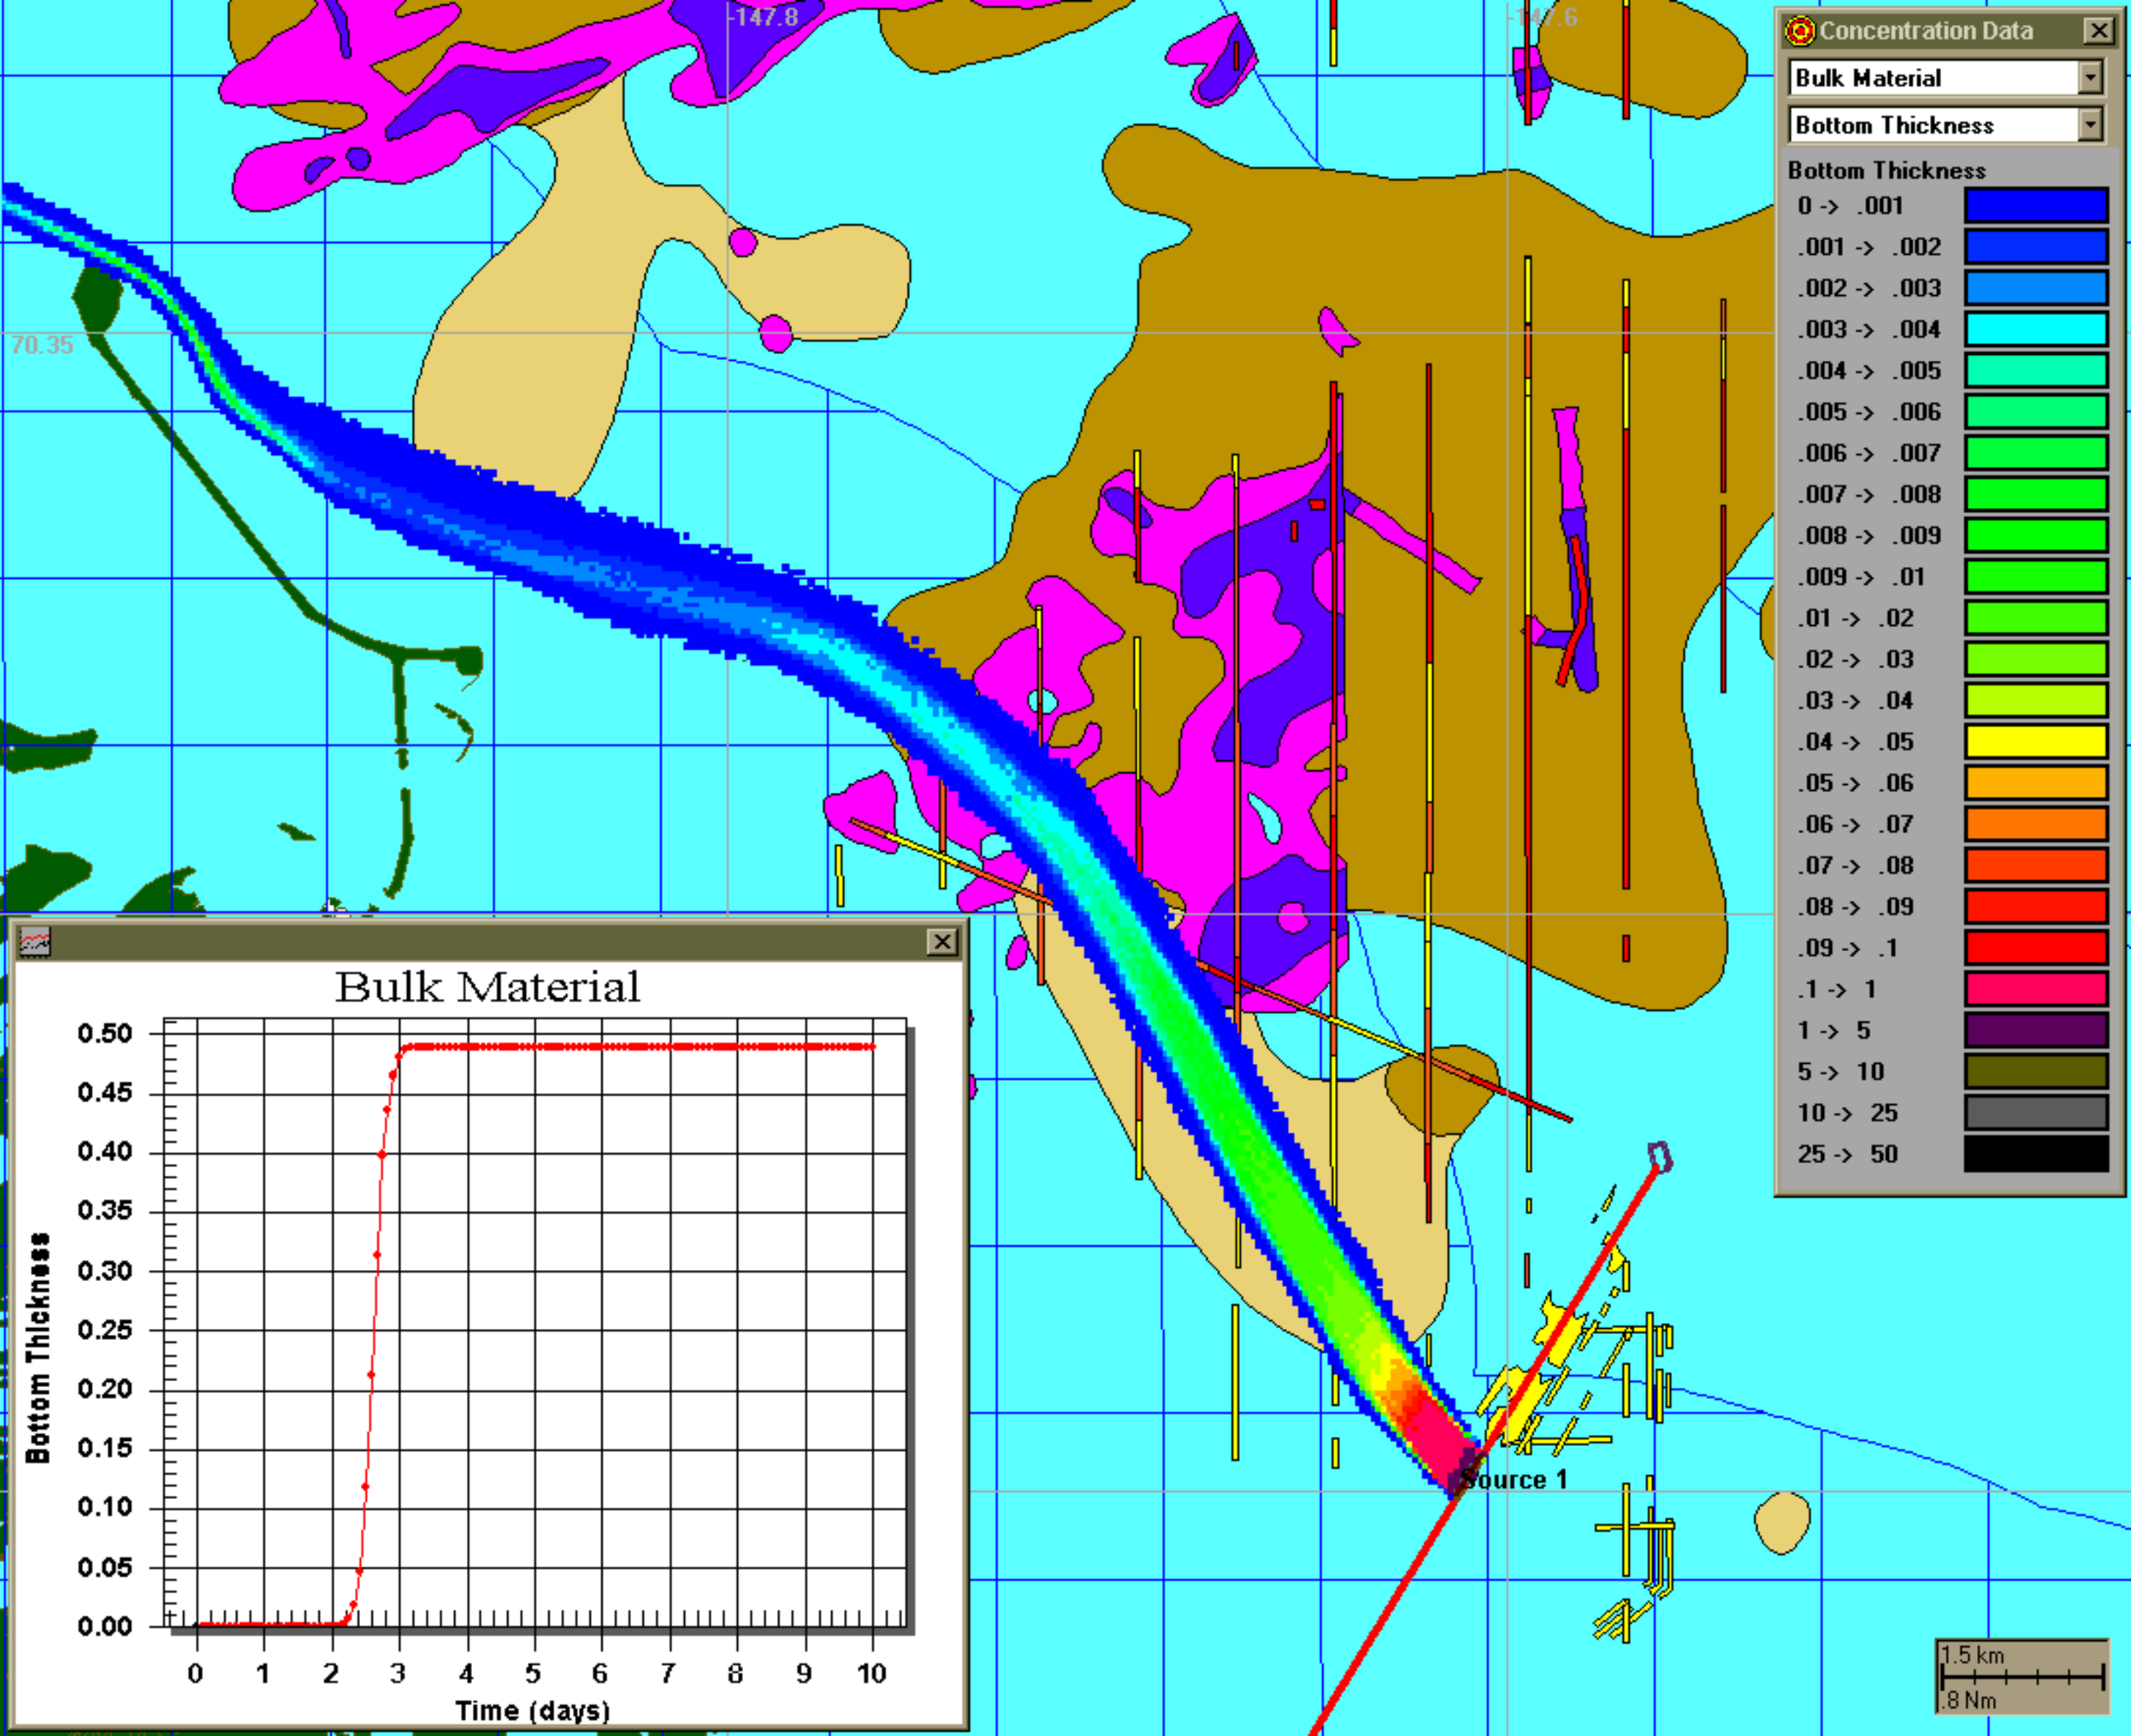 -147.8
-147.6
70.35
Concentration Data
Bulk Material
Bottom Thickness
Bottom Thickness
0 -> .001
.001 -> .002
.002 -> .003
.003 -> .004
.004 -> .005
.005 -> .006
.006 -> .007
.007 -> .008
.008 -> .009
.009 -> .01
.01 -> .02
.02 -> .03
.03 -> .04
.04 -> .05
.05 -> .06
.06 -> .07
.07 -> .08
.08 -> .09
.09 -> .1
.1 -> 1
1 -> 5
5 -> 10
10 -> 25
25 -> 50
Bulk Material
Bottom Thickness
0.50
0.45
0.40
0.35
0.30
0.25
0.20
0.15
0.10
0.05
0.00
0 1 2 3 4 5 6 7 8 9 10
Time (days)
Source 1
1.5 km
.8 Nm